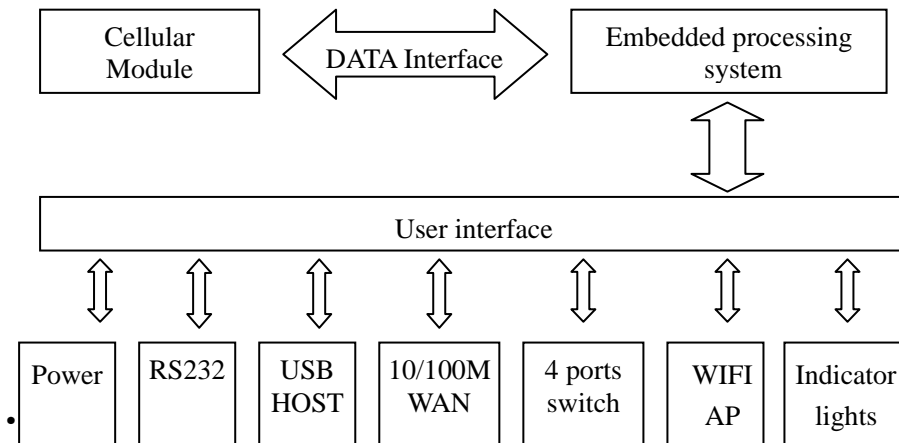 Cellular
Module
DATA Interface
Embedded processing
system
User interface
Power
RS232
USB
HOST
10/100M
WAN
4 ports
switch
WIFI
AP
Indicator
lights